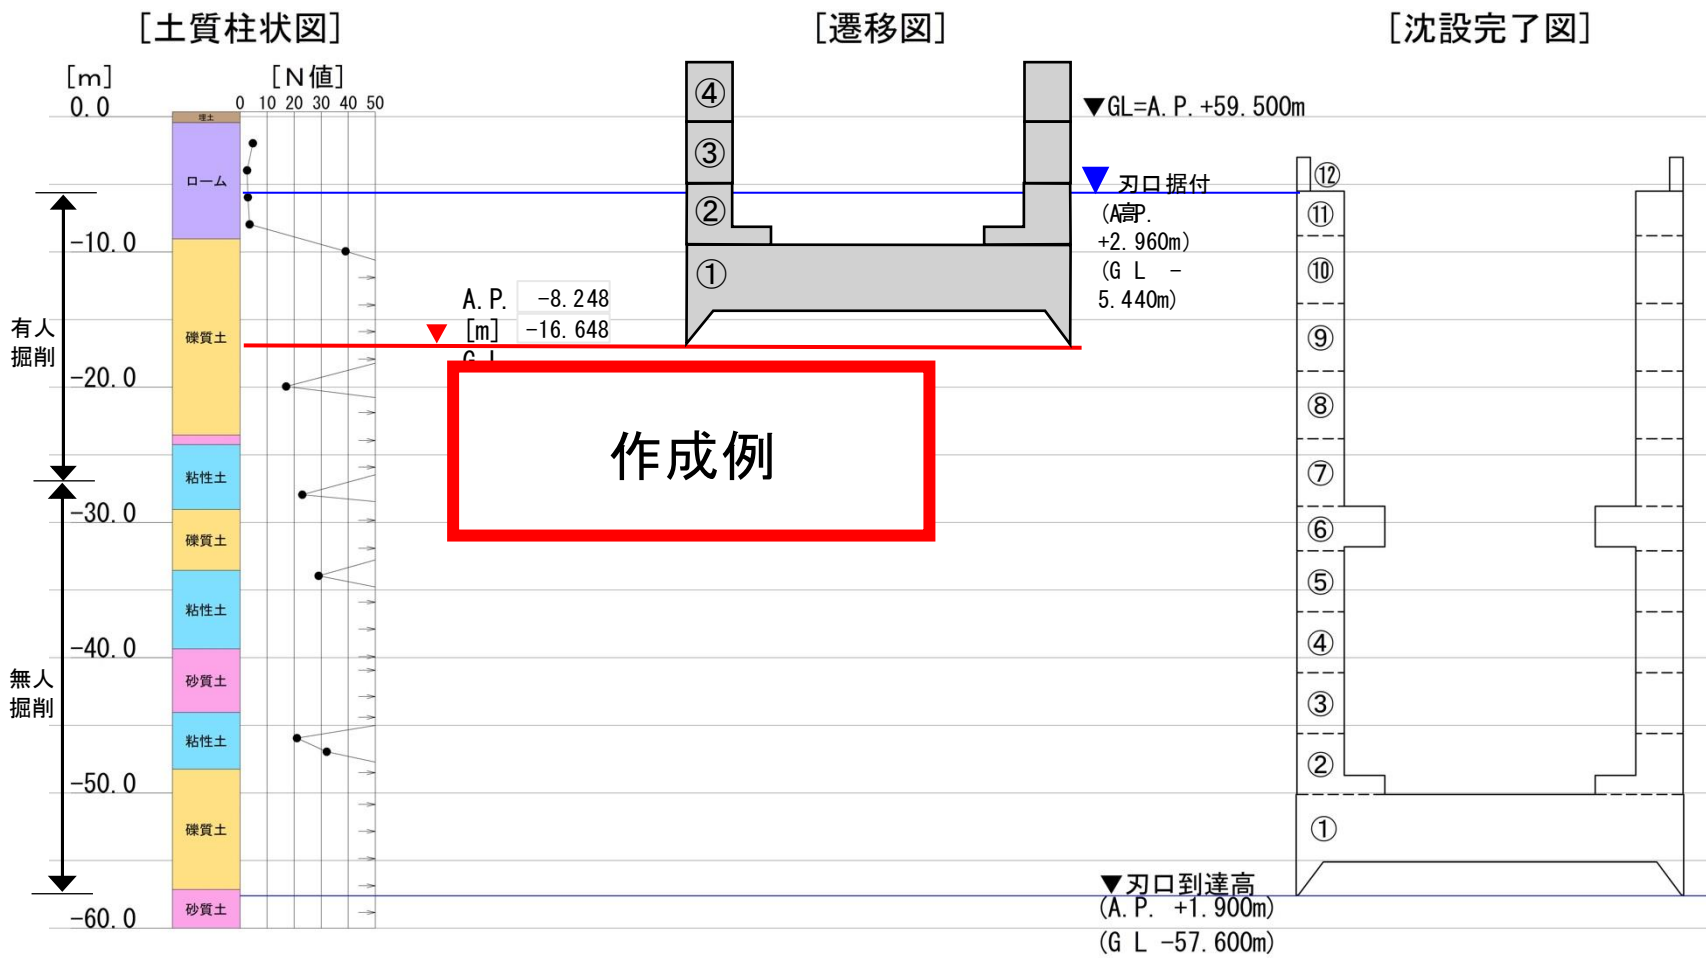 [土質柱状図]
[遷移図]
[沈設完了図]
[m]
[N値]
0.0
0 10 20 30 40 50
-10.0
-20.0
-30.0
-40.0
-50.0
-60.0
埋土
ローム
礫質土
粘性土
礫質土
粘性土
砂質土
粘性土
礫質土
砂質土
有人
掘削
無人
掘削
④
③
②
①
A.P. -8.248
[m] -16.648
G L
作成例
▼GL=A.P.+59.500m
刃口据付
(A高P.
+2.960m)
(G L -
5.440m)
⑫
⑪
⑩
⑨
⑧
⑦
⑥
⑤
④
③
②
①
▼刃口到達高
(A.P. +1.900m)
(G L -57.600m)